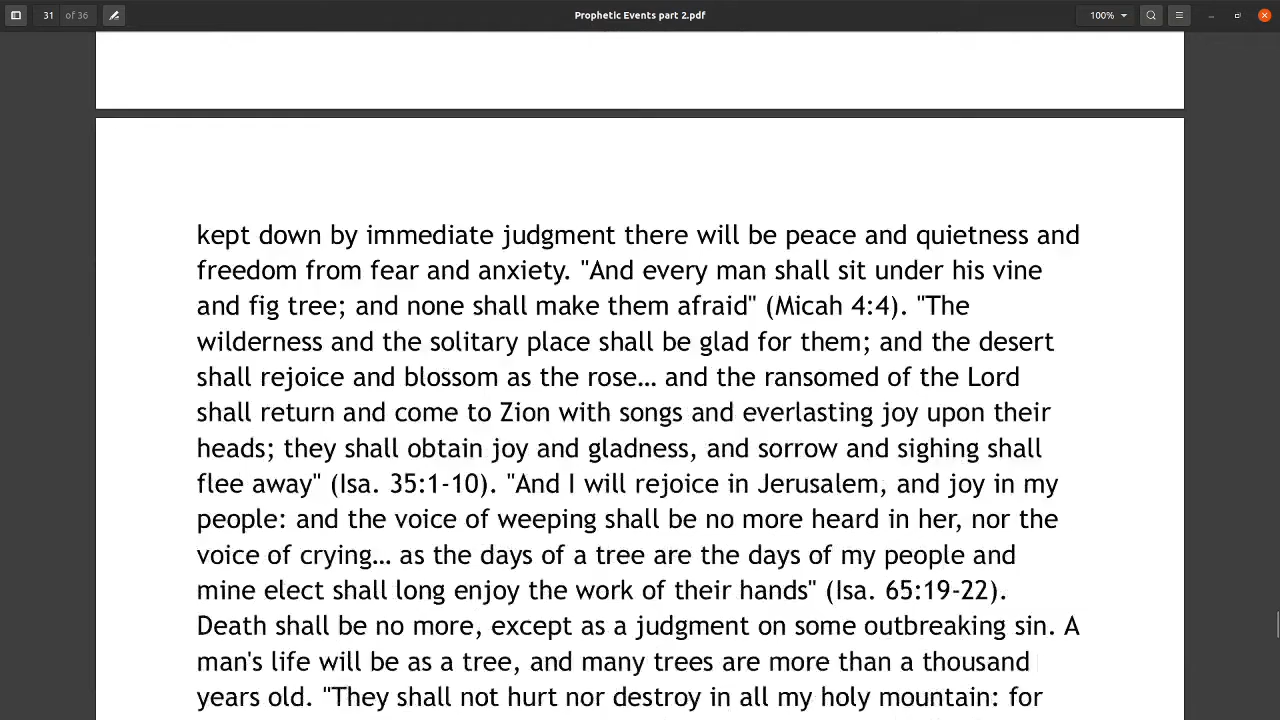 31 of 36
Prophetic Events part 2.pdf
100%
kept down by immediate judgment there will be peace and quietness and
freedom from fear and anxiety. "And every man shall sit under his vine
and fig tree; and none shall make them afraid" (Micah 4:4). "The
wilderness and the solitary place shall be glad for them; and the desert
shall rejoice and blossom as the rose… and the ransomed of the Lord
shall return and come to Zion with songs and everlasting joy upon their
heads; they shall obtain joy and gladness, and sorrow and sighing shall
flee away" (Isa. 35:1-10). "And I will rejoice in Jerusalem, and joy in my
people: and the voice of weeping shall be no more heard in her, nor the
voice of crying… as the days of a tree are the days of my people and
mine elect shall long enjoy the work of their hands" (Isa. 65:19-22).
Death shall be no more, except as a judgment on some outbreaking sin. A
man's life will be as a tree, and many trees are more than a thousand
years old. "They shall not hurt nor destroy in all my holy mountain: for